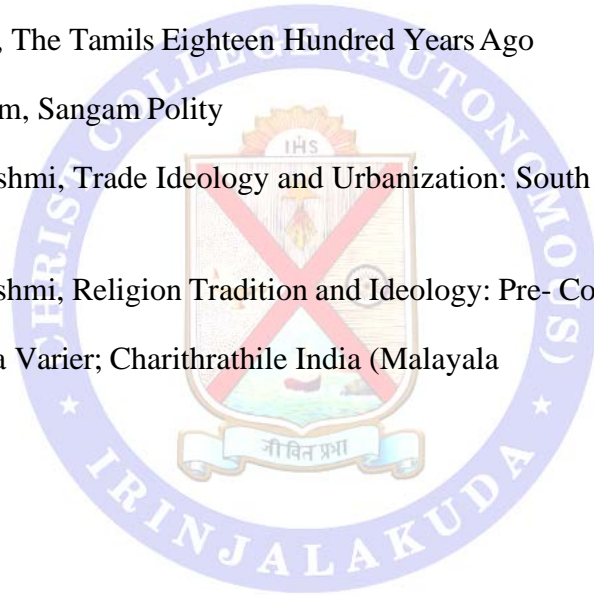 , The Tamils Eighteen Hundred Years Ago
m, Sangam Polity
shmi, Trade Ideology and Urbanization: South
shmi, Religion Tradition and Ideology: Pre- Co
a Varier; Charithrathile India (Malayala
CHRIST COLLEGE (AUTONOMOUS)
IHS
जीवित प्रभा
IRINJALAKUDA